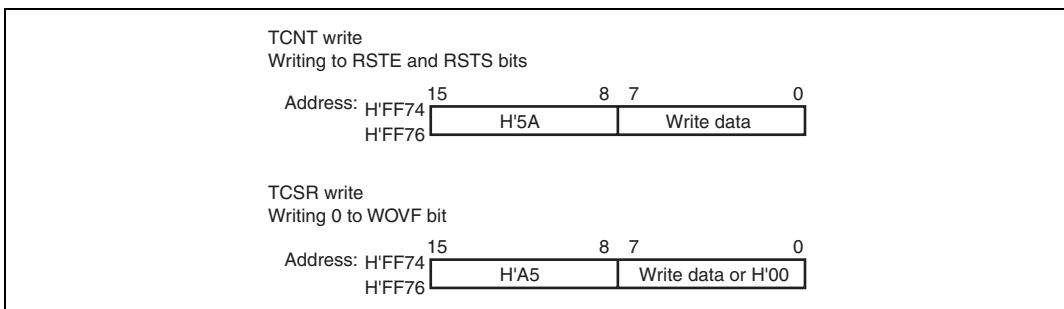 TCNT write
Writing to RSTE and RSTS bits
15 8 7 0
Address: H'FF74
H'5A Write data
H'FF76
TCSR write
Writing 0 to WOVF bit
15 8 7 0
Address: H'FF74
H'A5 Write data or H'00
H'FF76